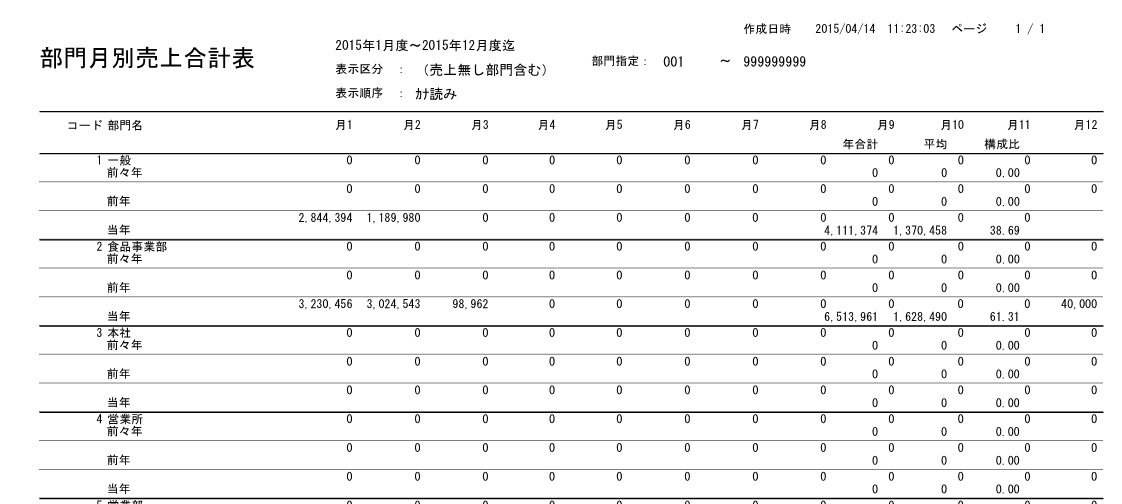 作成日時 2015/04/14 11:23:03 ページ 1 / 1
部門月別売上合計表
2015年1月度～2015年12月度迄
表示区分 ： （売上無し部門含む）
部門指定： 001 ～ 999999999
表示順序 ： ｶﾅ読み
コード 部門名 月1 月2 月3 月4 月5 月6 月7 月8 月9 月10 月11 月12
年合計 平均 構成比
1 一般 0 0 0 0 0 0 0 0 0 0 0 0
前々年 0 0 0.00
0 0 0 0 0 0 0 0 0 0 0 0
前年 0 0 0.00
2,844,394 1,189,980 0 0 0 0 0 0 0 0 0
当年 4,111,374 1,370,458 38.69
2 食品事業部 0 0 0 0 0 0 0 0 0 0 0 0
前々年 0 0 0.00
0 0 0 0 0 0 0 0 0 0 0 0
前年 0 0 0.00
3,230,456 3,024,543 98,962 0 0 0 0 0 0 0 0 40,000
当年 6,513,961 1,628,490 61.31
3 本社 0 0 0 0 0 0 0 0 0 0 0 0
前々年 0 0 0.00
0 0 0 0 0 0 0 0 0 0 0 0
前年 0 0 0.00
0 0 0 0 0 0 0 0 0 0 0 0
当年 0 0 0.00
4 営業所 0 0 0 0 0 0 0 0 0 0 0 0
前々年 0 0 0.00
0 0 0 0 0 0 0 0 0 0 0 0
前年 0 0 0.00
0 0 0 0 0 0 0 0 0 0 0 0
当年 0 0 0.00